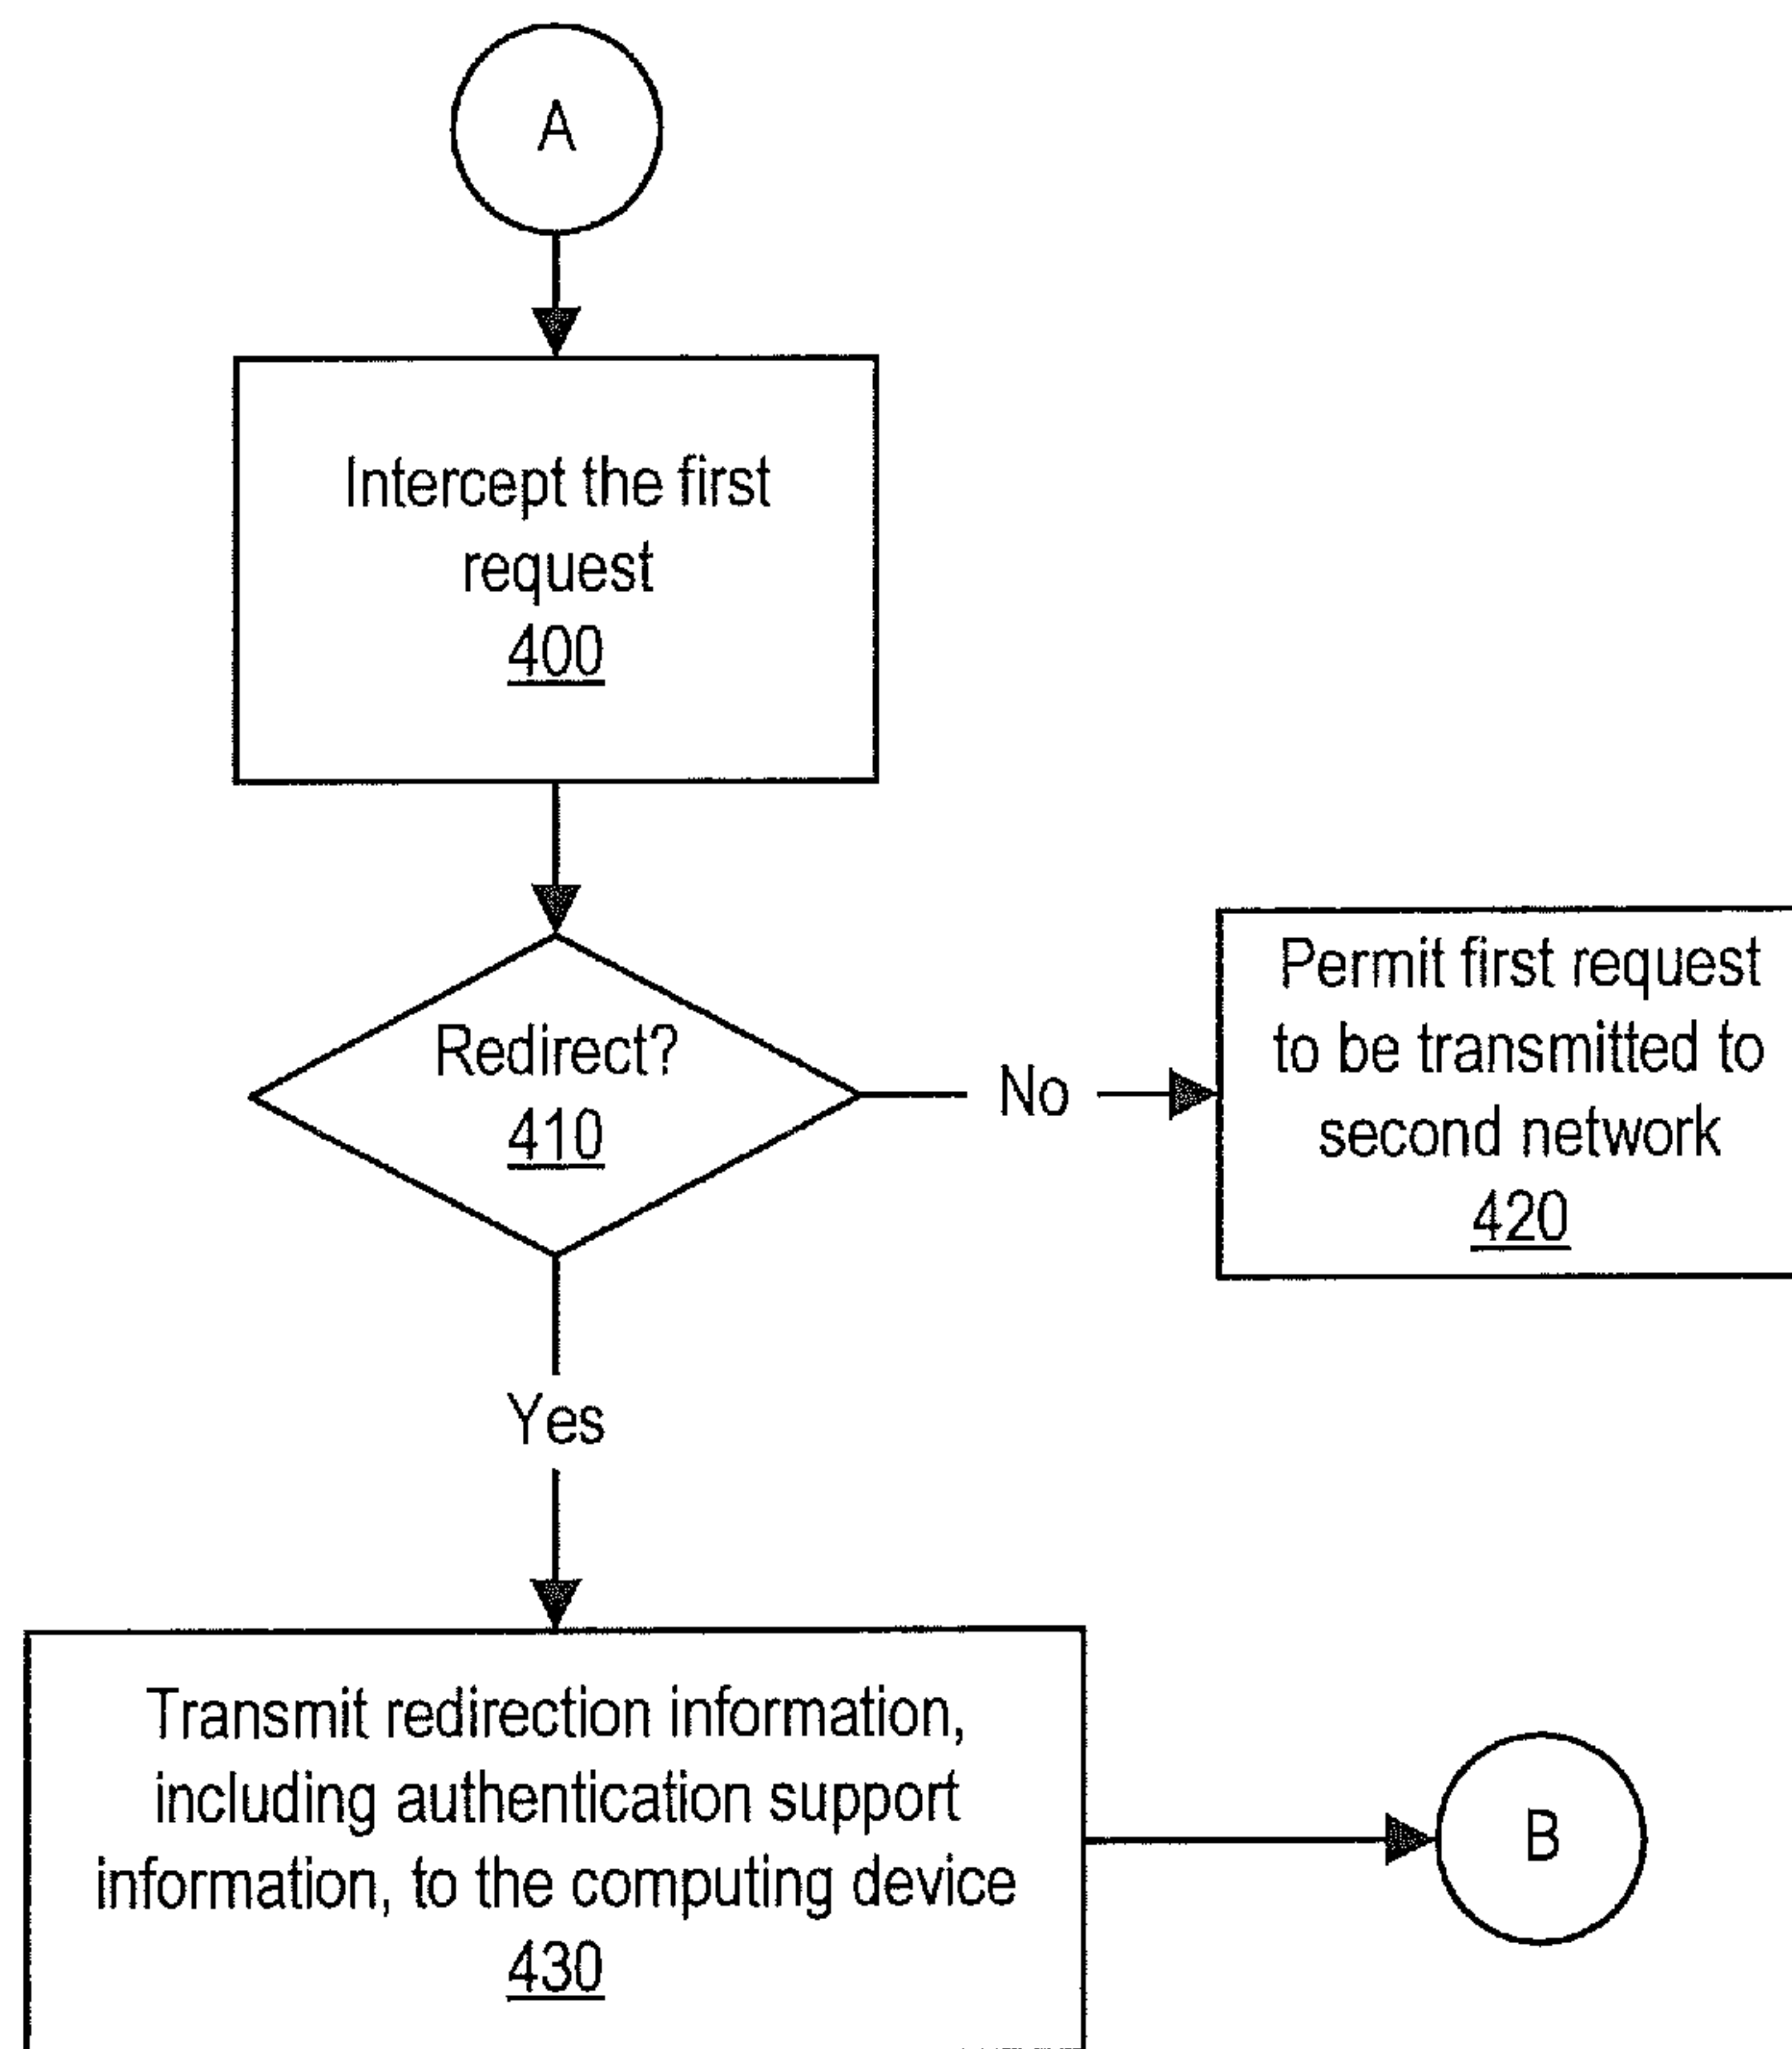 A
Intercept the first
request
400
Redirect?
410
No
Permit first request
to be transmitted to
second network
420
Yes
Transmit redirection information,
including authentication support
information, to the computing device
430
B